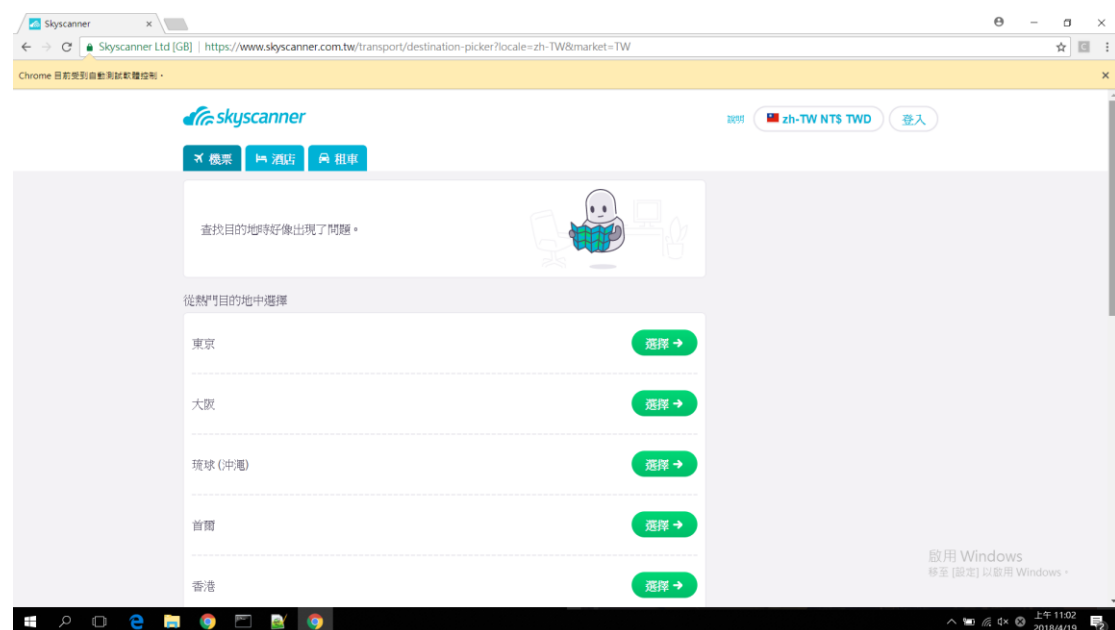 Skyscanner
Skyscanner Ltd [GB] | https://www.skyscanner.com.tw/transport/destination-picker?locale=zh-TW&market=TW
Chrome 目前受到自動測試軟體控制。
skyscanner
說明 zh-TW NT$ TWD 登入
機票 酒店 租車
查找目的地時好像出現了問題。
從熱門目的地中選擇
東京 選擇
大阪 選擇
琉球 (沖繩) 選擇
首爾 選擇
香港 選擇
啟用 Windows
移至 [設定] 以啟用 Windows。
上午 11:02
2018/4/19